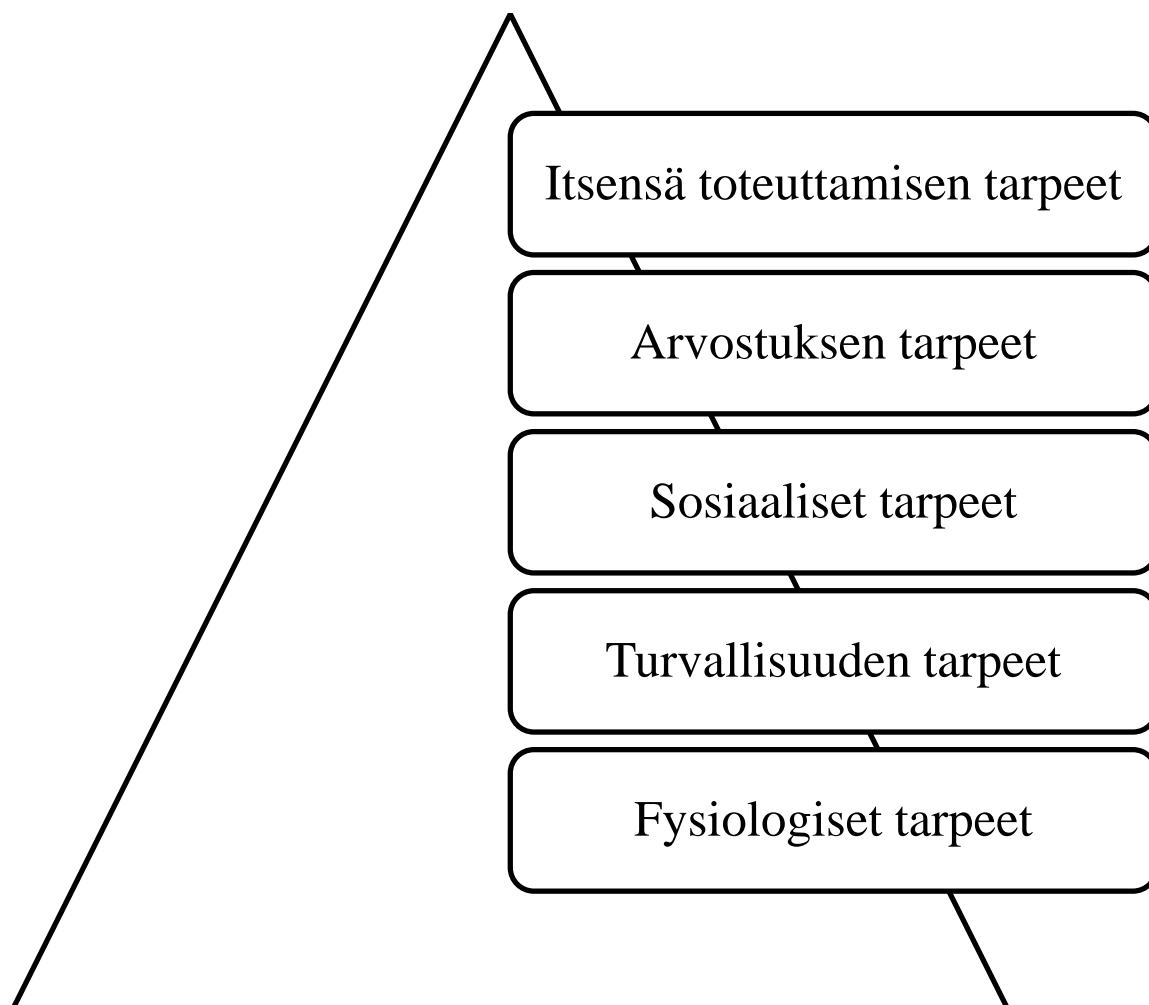 Itsensä toteuttamisen tarpeet
Arvostuksen tarpeet
Sosiaaliset tarpeet
Turvallisuuden tarpeet
Fysiologiset tarpeet